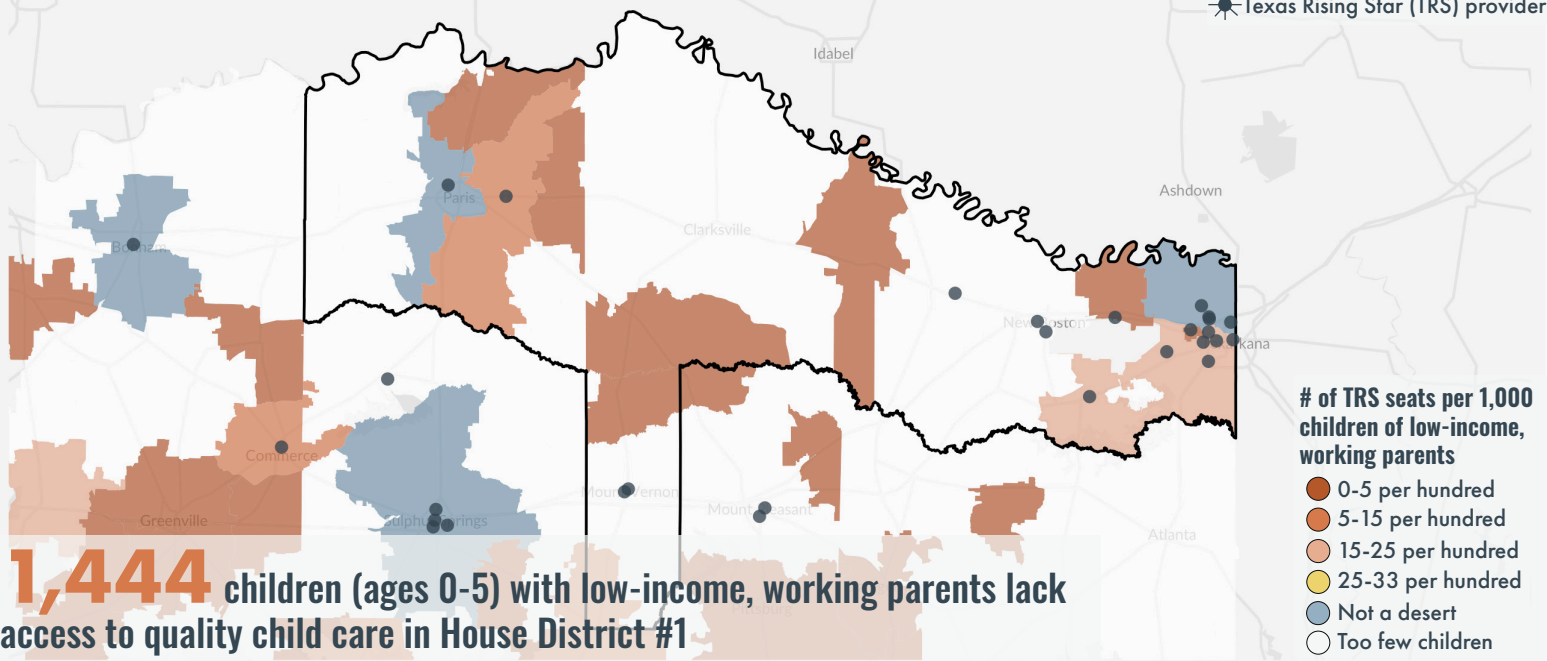 Texas Rising Star (TRS) provider
Idabel
Ashdown
Paris
Clarksville
Bonham
New Boston
kana
# of TRS seats per 1,000
children of low-income,
working parents
Commerce
0-5 per hundred
Mount Vernon
Mount Pleasant
5-15 per hundred
Greenville
Sulphur Springs
Atlanta
15-25 per hundred
25-33 per hundred
1,444 children (ages 0-5) with low-income, working parents lack
Pittsburg
Not a desert
access to quality child care in House District #1
Too few children